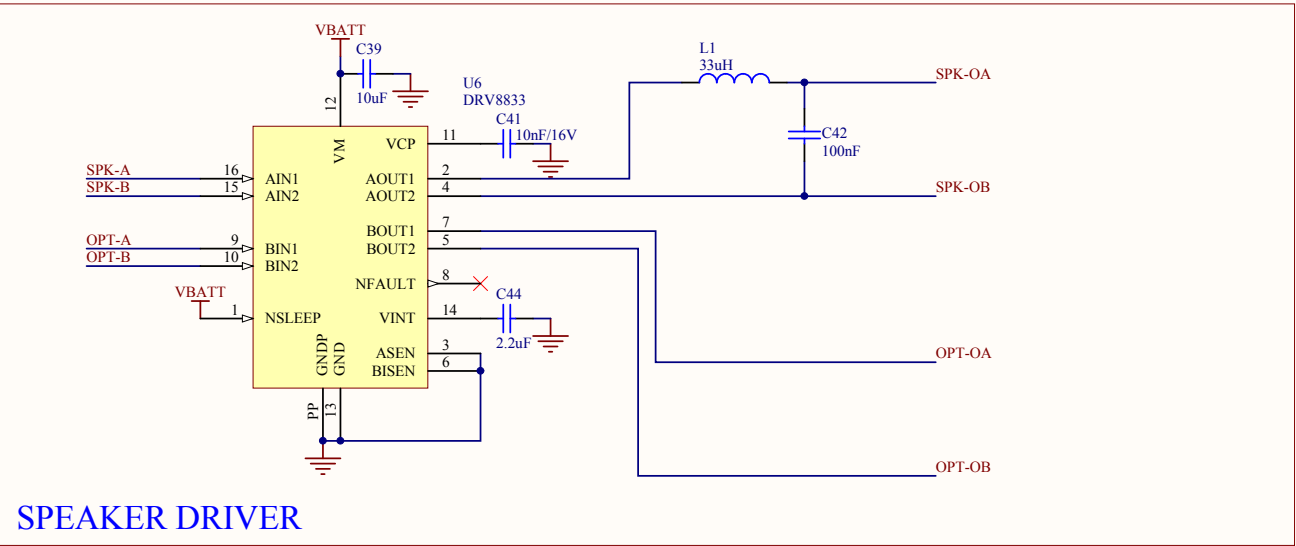 VBATT
C39
10uF
12
VM
U6
DRV8833
C41
10nF/16V
VCP
11
L1
33uH
SPK-OA
C42
100nF
SPK-A
16
AIN1
AOUT1
2
SPK-B
15
AIN2
AOUT2
4
SPK-OB
BOUT1
7
OPT-A
9
BIN1
BOUT2
5
OPT-B
10
BIN2
NFAULT
8
VBATT
1
NSLEEP
VINT
14
C44
2.2uF
GNDP
GND
ASEN
3
BISEN
6
OPT-OA
PP
13
OPT-OB
SPEAKER DRIVER